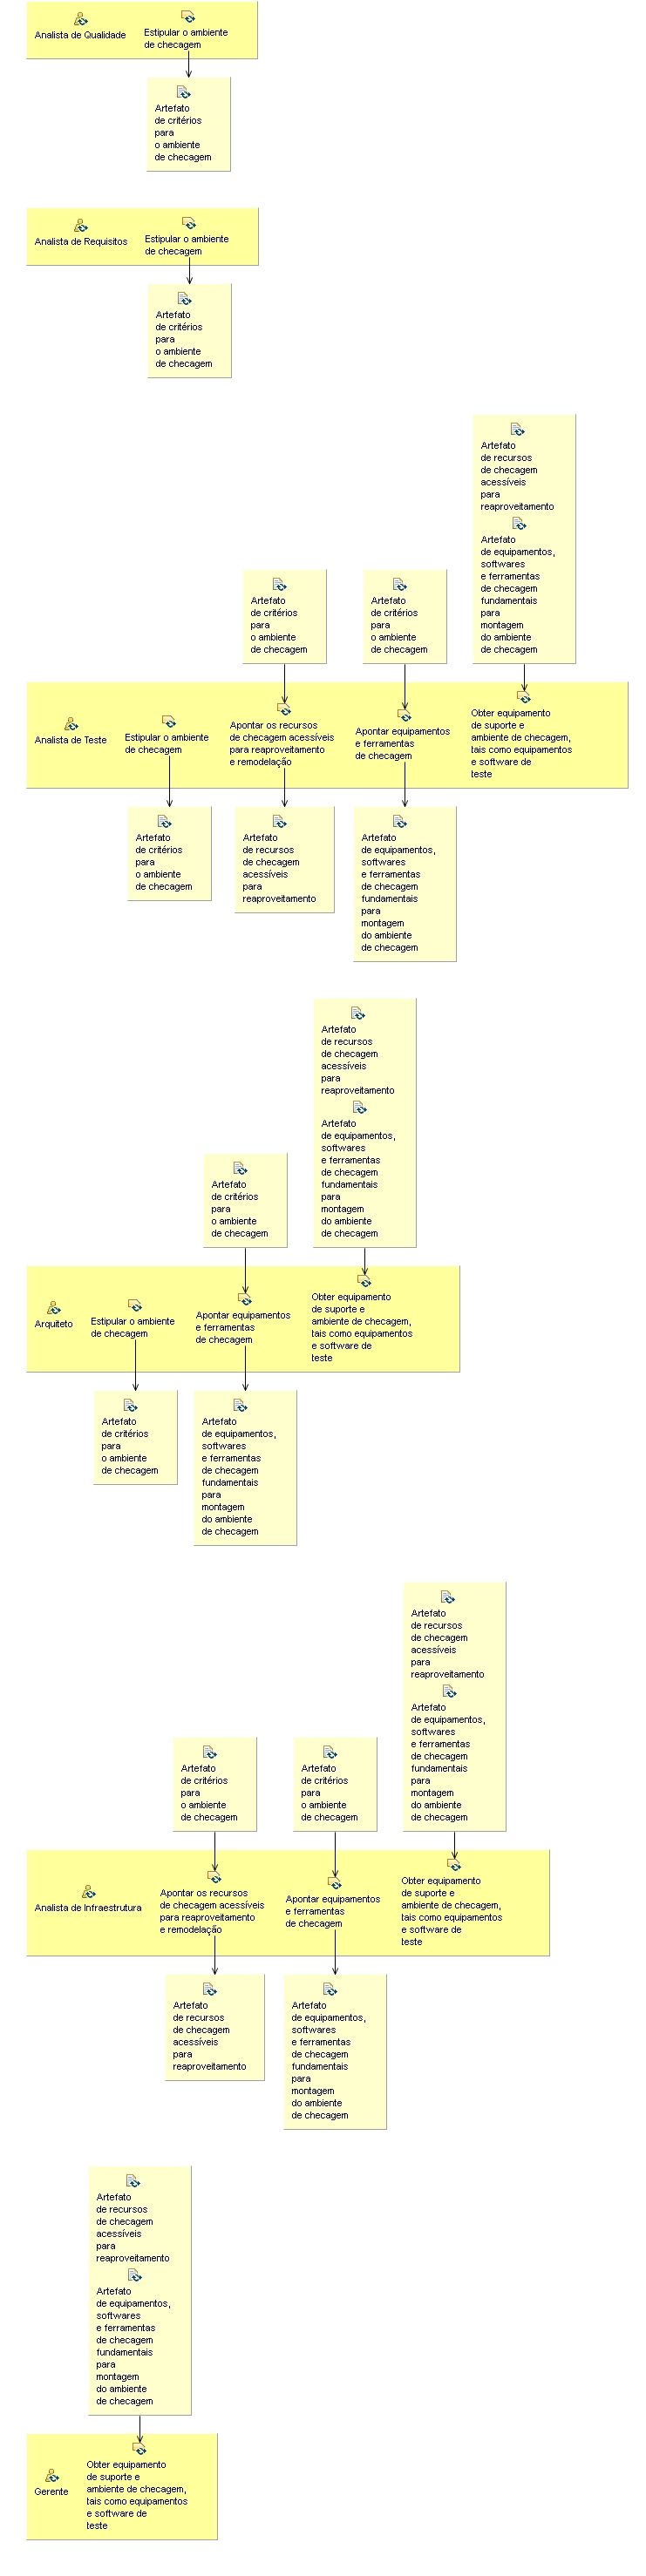 Analista de Qualidade
Estipular o ambiente
de checagem
Artefato
de critérios
para
o ambiente
de checagem
Analista de Requisitos
Estipular o ambiente
de checagem
Artefato
de critérios
para
o ambiente
de checagem
Artefato
de recursos
de checagem
acessíveis
para
reaproveitamento
Artefato
de equipamentos,
softwares
e ferramentas
de checagem
fundamentais
para
montagem
do ambiente
de checagem
Artefato
de critérios
para
o ambiente
de checagem
Artefato
de critérios
para
o ambiente
de checagem
Analista de Teste
Estipular o ambiente
de checagem
Apontar os recursos
de checagem acessíveis
para reaproveitamento
e remodelação
Apontar equipamentos
e ferramentas
de checagem
Obter equipamento
de suporte e
ambiente de checagem,
tais como equipamentos
e software de
teste
Artefato
de critérios
para
o ambiente
de checagem
Artefato
de recursos
de checagem
acessíveis
para
reaproveitamento
Artefato
de equipamentos,
softwares
e ferramentas
de checagem
fundamentais
para
montagem
do ambiente
de checagem
Artefato
de recursos
de checagem
acessíveis
para
reaproveitamento
Artefato
de equipamentos,
softwares
e ferramentas
de checagem
fundamentais
para
montagem
do ambiente
de checagem
Artefato
de critérios
para
o ambiente
de checagem
Arquiteto
Estipular o ambiente
de checagem
Apontar equipamentos
e ferramentas
de checagem
Obter equipamento
de suporte e
ambiente de checagem,
tais como equipamentos
e software de
teste
Artefato
de critérios
para
o ambiente
de checagem
Artefato
de equipamentos,
softwares
e ferramentas
de checagem
fundamentais
para
montagem
do ambiente
de checagem
Artefato
de recursos
de checagem
acessíveis
para
reaproveitamento
Artefato
de equipamentos,
softwares
e ferramentas
de checagem
fundamentais
para
montagem
do ambiente
de checagem
Artefato
de critérios
para
o ambiente
de checagem
Artefato
de critérios
para
o ambiente
de checagem
Analista de Infraestrutura
Apontar os recursos
de checagem acessíveis
para reaproveitamento
e remodelação
Apontar equipamentos
e ferramentas
de checagem
Obter equipamento
de suporte e
ambiente de checagem,
tais como equipamentos
e software de
teste
Artefato
de recursos
de checagem
acessíveis
para
reaproveitamento
Artefato
de equipamentos,
softwares
e ferramentas
de checagem
fundamentais
para
montagem
do ambiente
de checagem
Artefato
de recursos
de checagem
acessíveis
para
reaproveitamento
Artefato
de equipamentos,
softwares
e ferramentas
de checagem
fundamentais
para
montagem
do ambiente
de checagem
Gerente
Obter equipamento
de suporte e
ambiente de checagem,
tais como equipamentos
e software de
teste